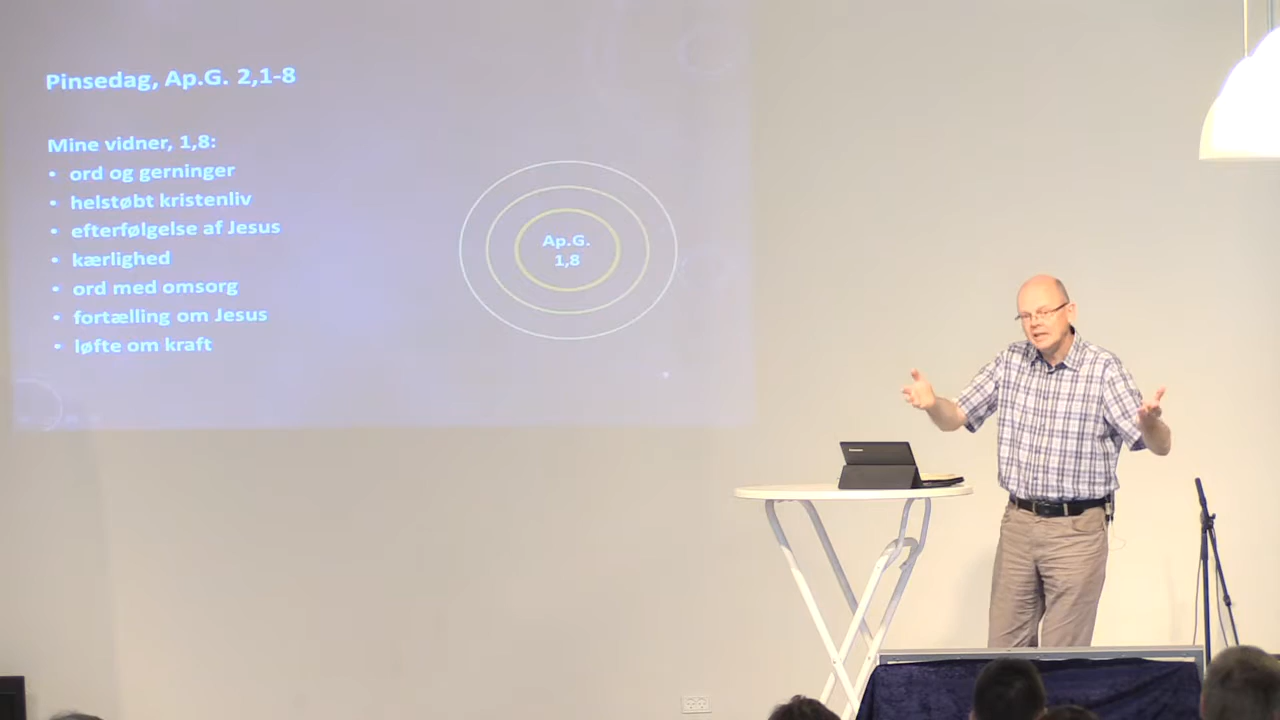 Pinsedag, Ap.G. 2,1-8
Mine vidner, 1,8:
• ord og gerninger
• helstøbt kristenliv
• efterfølgelse af Jesus
• kærlighed
• ord med omsorg
• fortælling om Jesus
• løfte om kraft
Ap.G.
1,8